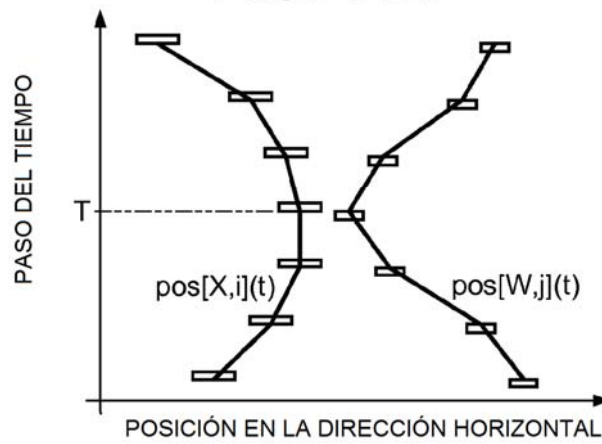 PASO DEL TIEMPO
T
pos[X,i](t)
pos[W,j](t)
POSICIÓN EN LA DIRECCIÓN HORIZONTAL